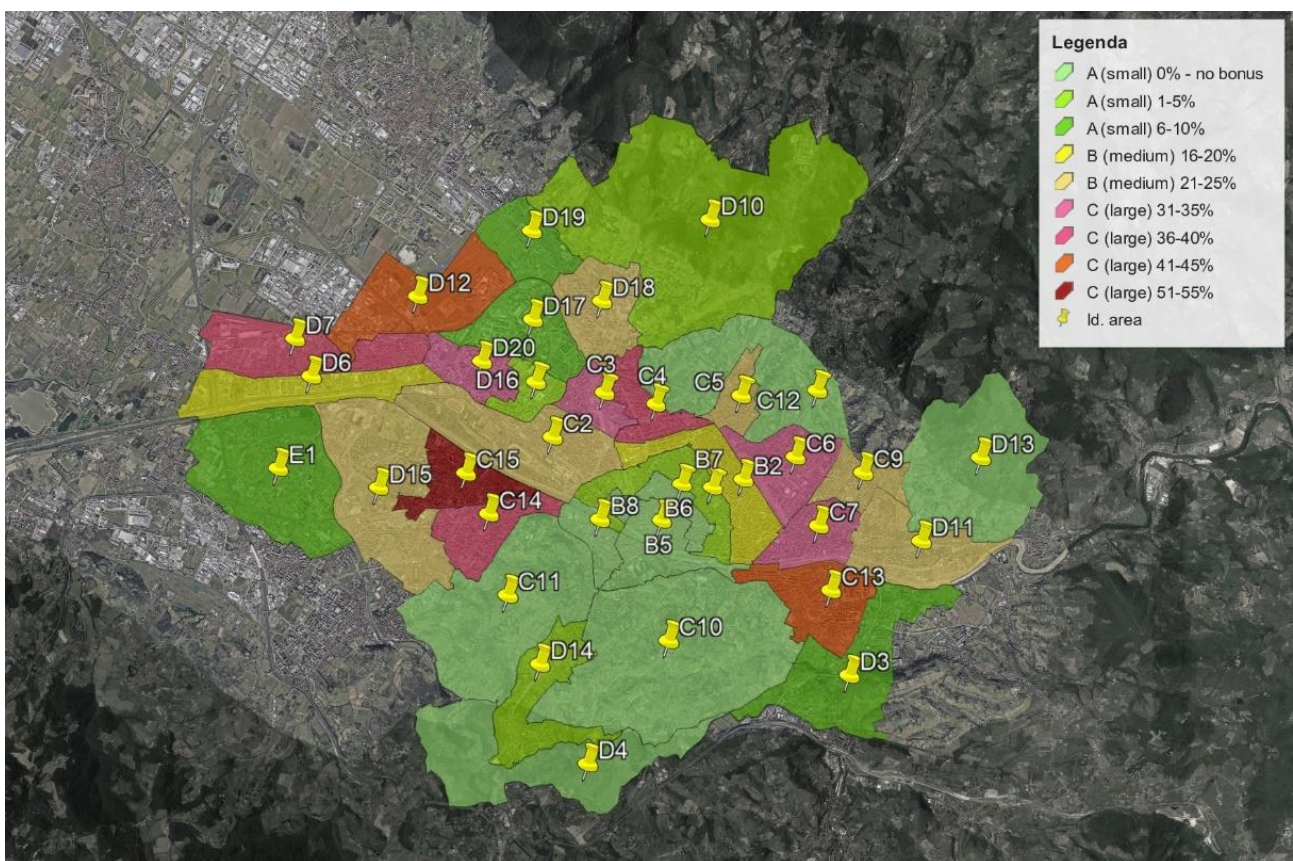 Legenda
A (small) 0% - no bonus
A (small) 1-5%
A (small) 6-10%
B (medium) 16-20%
B (medium) 21-25%
C (large) 31-35%
C (large) 36-40%
C (large) 41-45%
C (large) 51-55%
Id. area
D10
D19
D12
D18
D17
D7
D20
D6
D16
C3
C4
C5
C12
C2
C6
D13
E1
D15
C15
B7
B2
C9
C14
B8
B6
C7
D11
B5
C11
C13
C10
D14
D3
D4